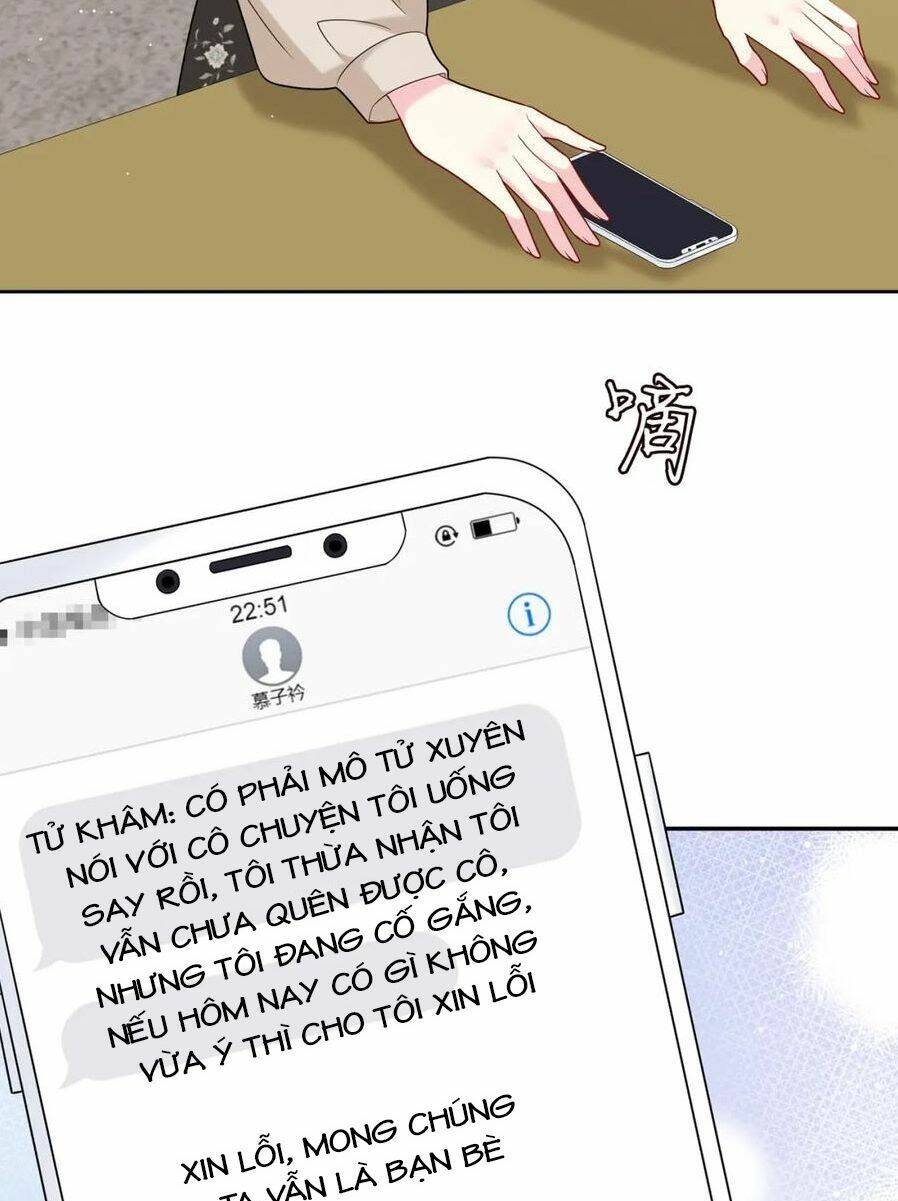 嘀
22:51
i
慕子衿
TỬ KHÂM: CÓ PHẢI MÔ TỬ XUYÊN
NÓI VỚI CÔ CHUYỆN TÔI UỐNG
SAY RỒI, TÔI THỪA NHẬN TÔI
VẪN CHƯA QUÊN ĐƯỢC CÔ,
NHƯNG TÔI ĐANG CỐ GẮNG,
NẾU HÔM NAY CÓ GÌ KHÔNG
VỪA Ý THÌ CHO TÔI XIN LỖI
XIN LỖI, MONG CHÚNG
TA VẪN LÀ BẠN BÈ